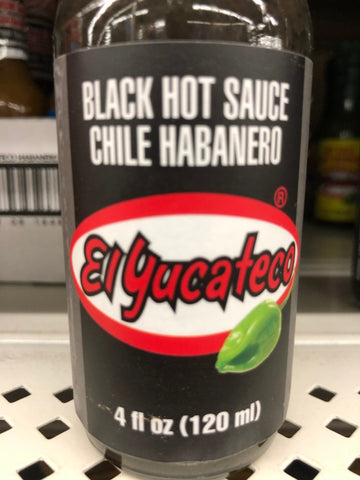 BLACK HOT SAUCE
CHILE HABANERO
®
El Yucateco
4 fl oz (120 ml)